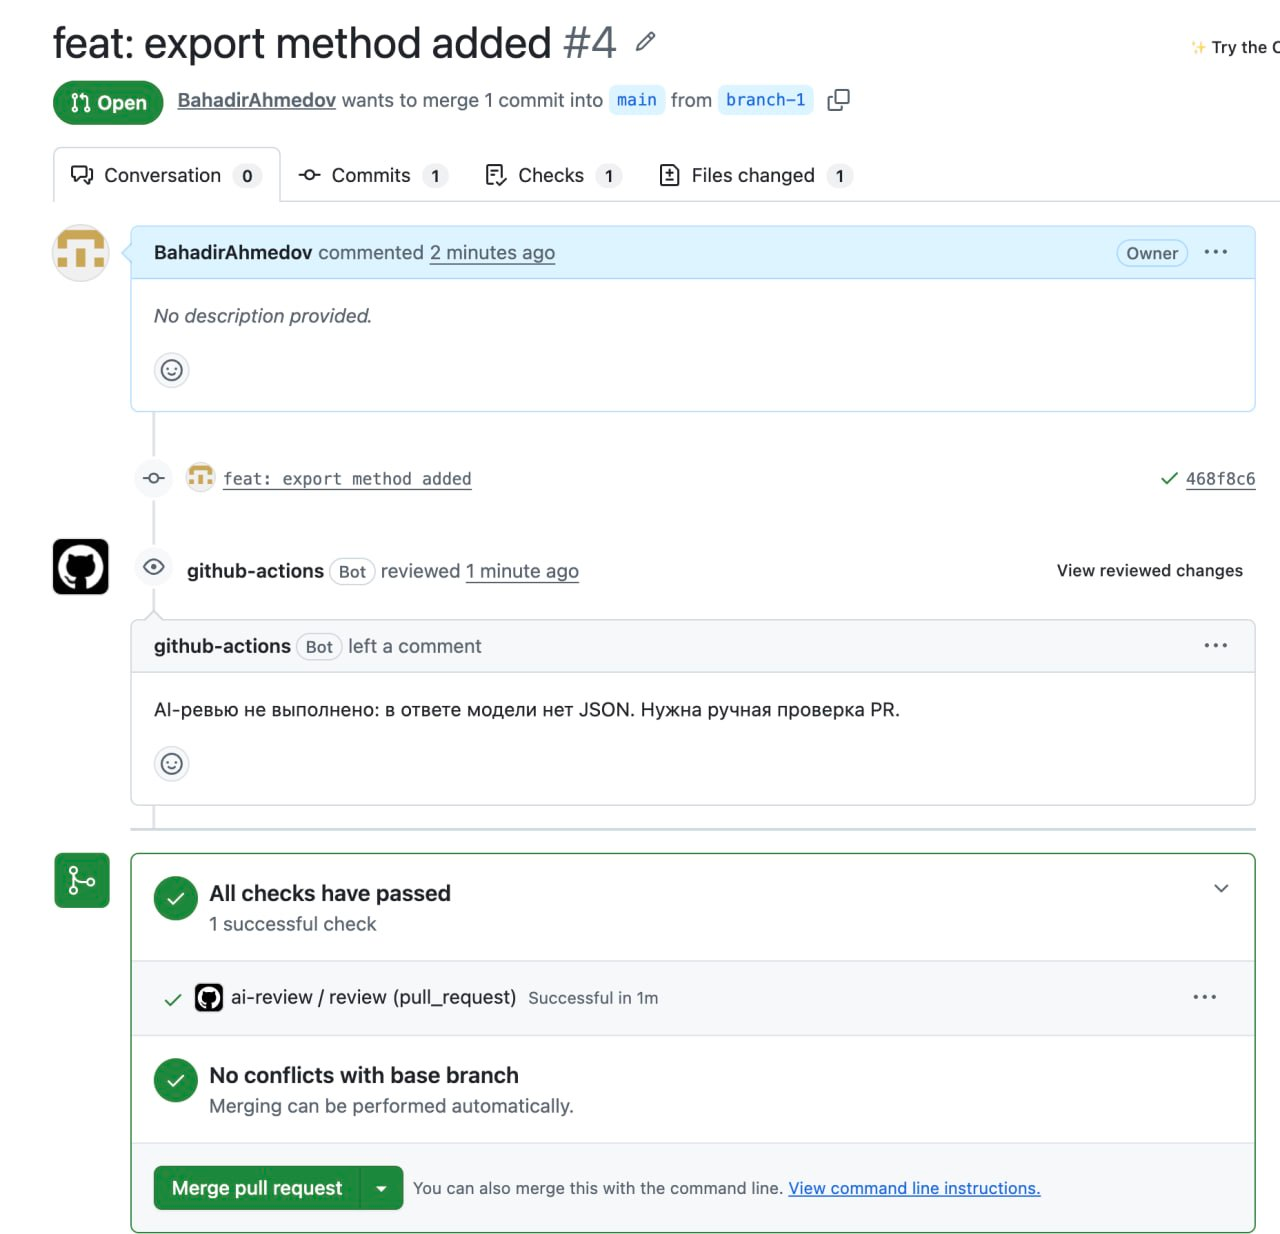 feat: export method added #4
Try the C
Open
BahadirAhmedov wants to merge 1 commit into main from branch-1
Conversation 0
Commits 1
Checks 1
Files changed 1
BahadirAhmedov commented 2 minutes ago
Owner
No description provided.
feat: export method added
468f8c6
github-actions Bot reviewed 1 minute ago
View reviewed changes
github-actions Bot left a comment
AI-ревью не выполнено: в ответе модели нет JSON. Нужна ручная проверка PR.
All checks have passed
1 successful check
ai-review / review (pull_request) Successful in 1m
No conflicts with base branch
Merging can be performed automatically.
Merge pull request
You can also merge this with the command line. View command line instructions.